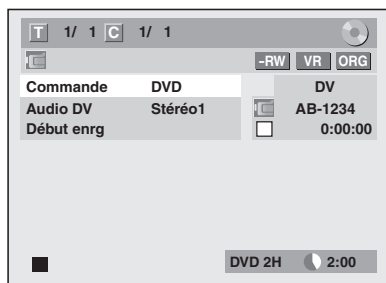 T 1/ 1 C 1/ 1
-RW VR ORG
Commande DVD DV
Audio DV Stéréo1 AB-1234
Début enrg 0:00:00
DVD 2H 2:00